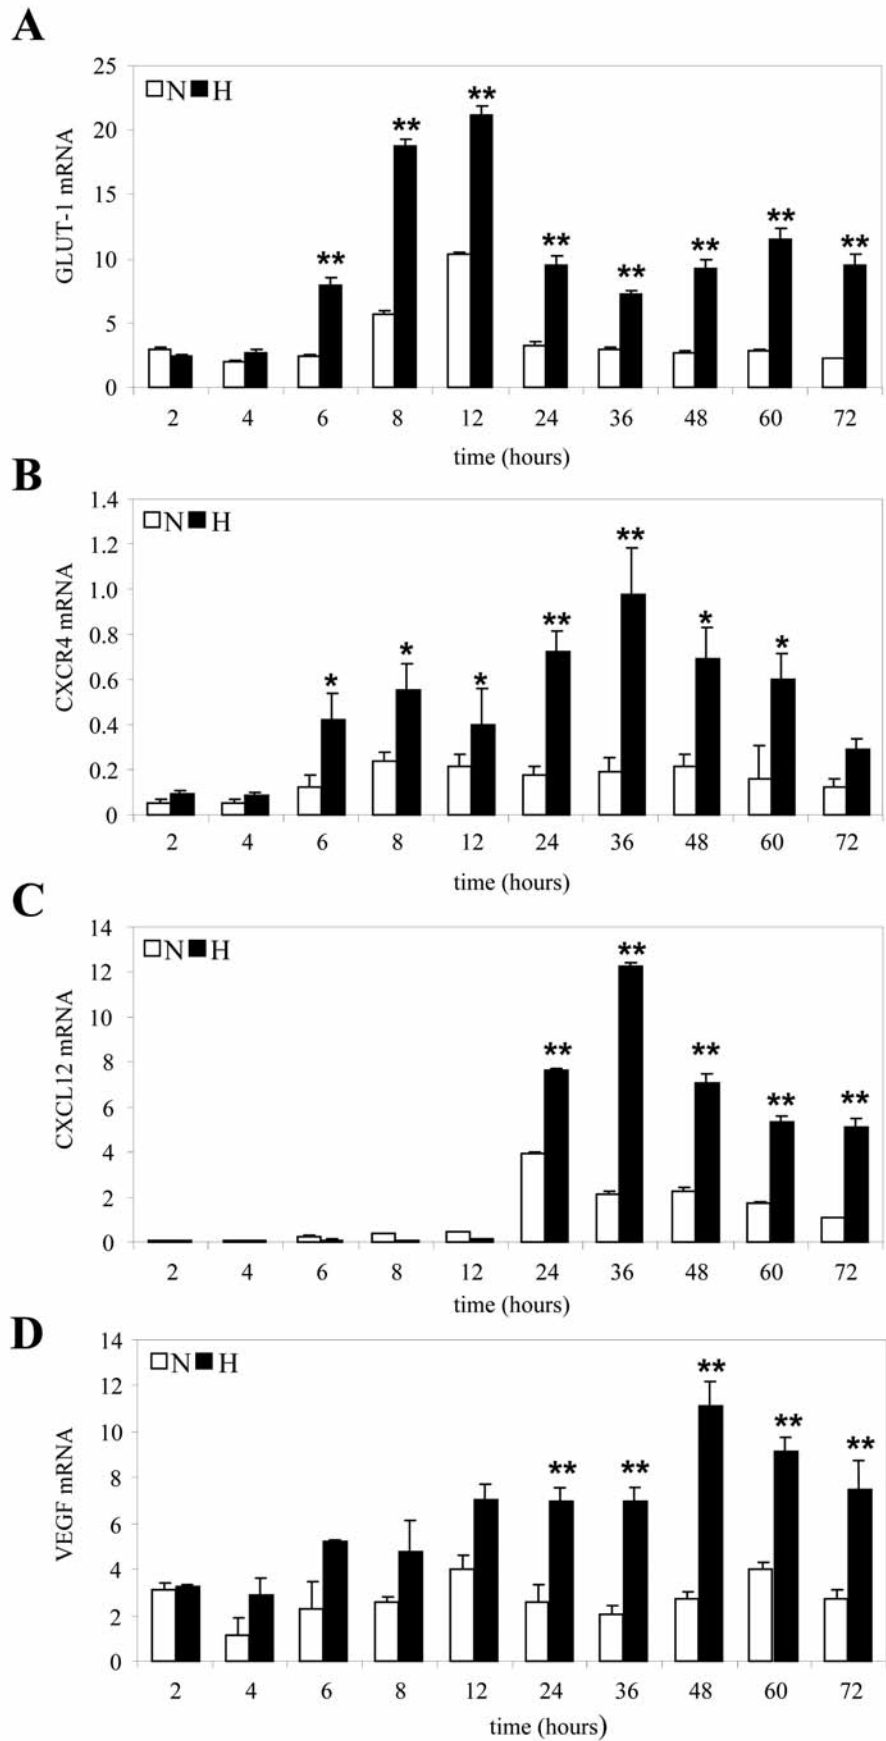 A
GLUT-1 mRNA
25
20
15
10
5
0
N H
**
**
**
**
**
**
**
**
2 4 6 8 12 24 36 48 60 72
time (hours)
B
CXCR4 mRNA
1.4
1.2
1.0
0.8
0.6
0.4
0.2
0
N H
*
*
*
**
**
*
*
2 4 6 8 12 24 36 48 60 72
time (hours)
C
CXCL12 mRNA
14
12
10
8
6
4
2
0
N H
**
**
**
**
**
2 4 6 8 12 24 36 48 60 72
time (hours)
D
VEGF mRNA
14
12
10
8
6
4
2
0
N H
**
**
**
**
**
2 4 6 8 12 24 36 48 60 72
time (hours)